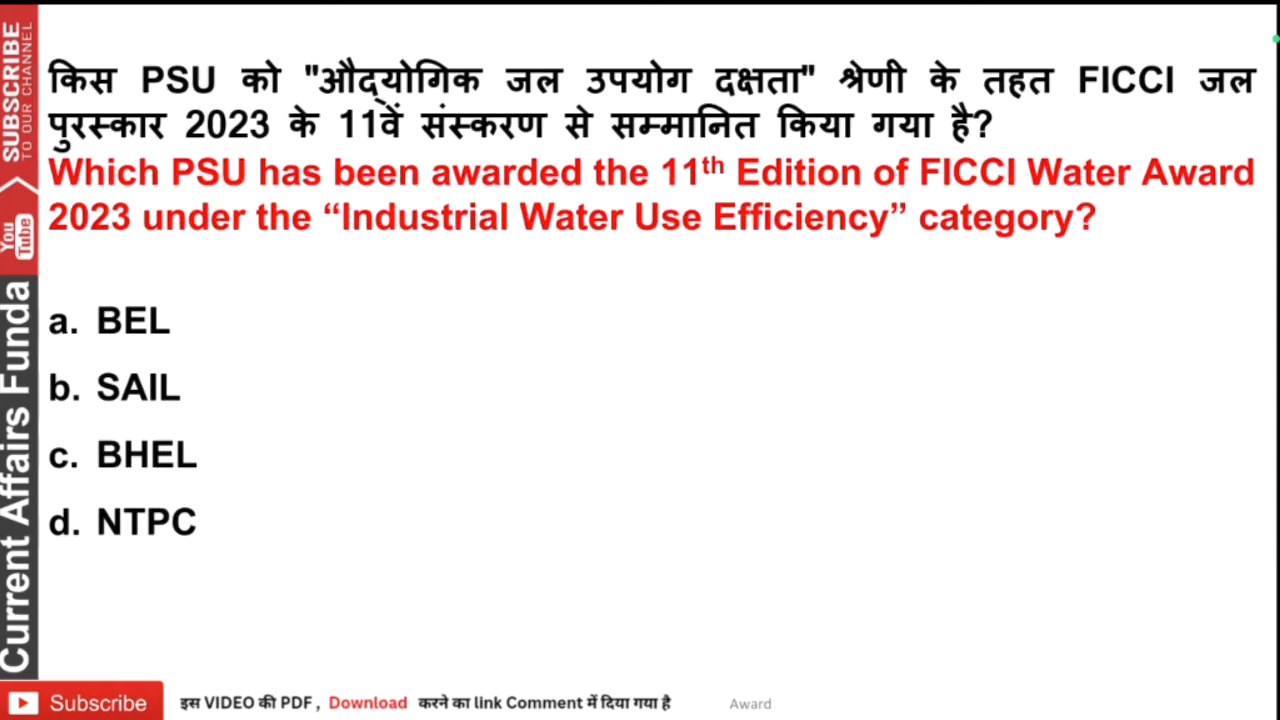 किस PSU को "औद्योगिक जल उपयोग दक्षता" श्रेणी के तहत FICCI जल
पुरस्कार 2023 के 11वें संस्करण से सम्मानित किया गया है?
Which PSU has been awarded the 11th Edition of FICCI Water Award
2023 under the “Industrial Water Use Efficiency” category?
a. BEL
b. SAIL
c. BHEL
d. NTPC
SUBSCRIBE
TO OUR CHANNEL
You Tube
Current Affairs Funda
Subscribe
इस VIDEO की PDF , Download करने का link Comment में दिया गया है
Award